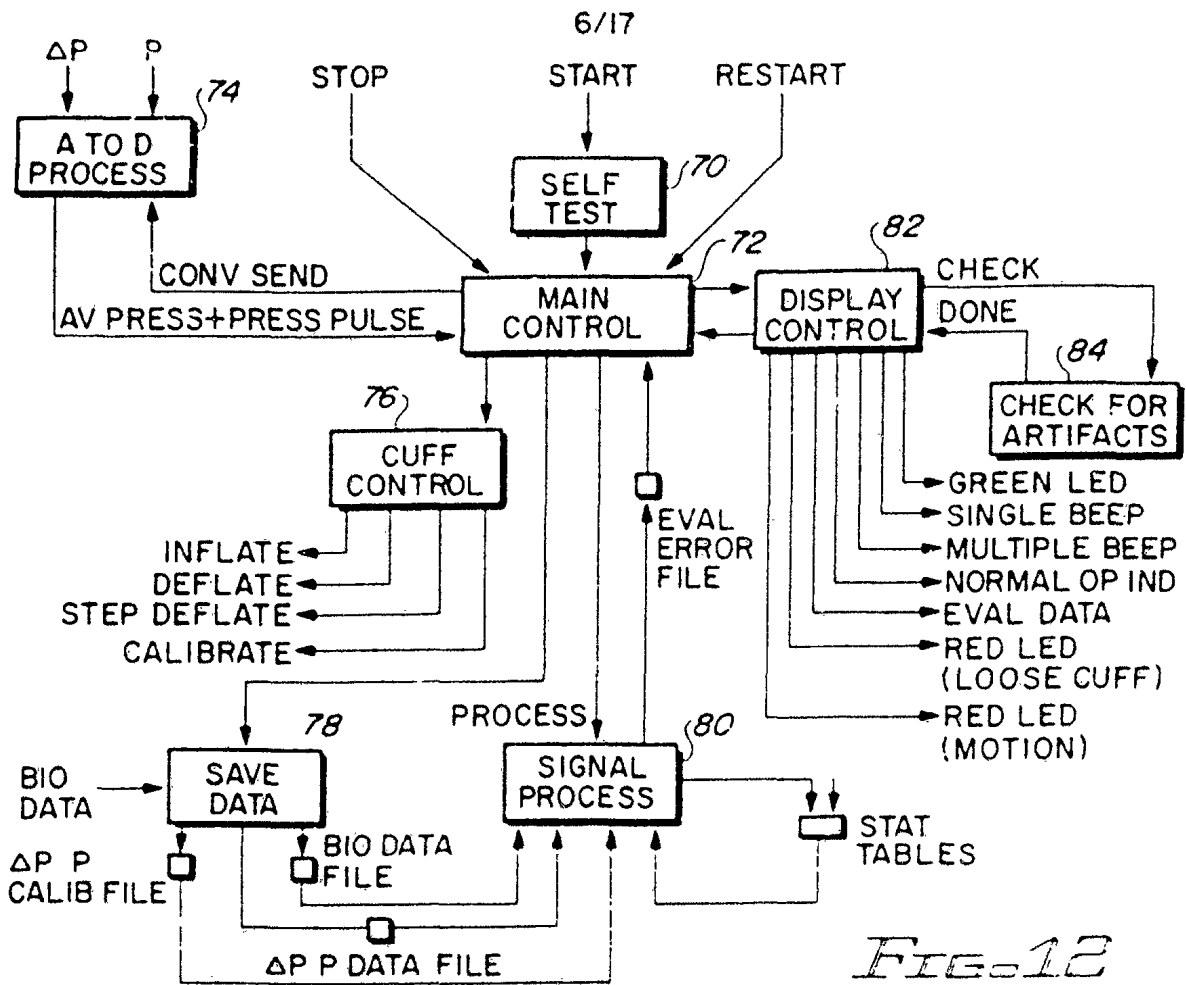 6/17
ΔP P
STOP START RESTART
74
A TO D
PROCESS
70
SELF
TEST
72
82
CONV SEND
MAIN
CONTROL
DISPLAY
CONTROL
CHECK
DONE
AV PRESS+PRESS PULSE
84
CHECK FOR
ARTIFACTS
76
CUFF
CONTROL
GREEN LED
SINGLE BEEP
MULTIPLE BEEP
NORMAL OP IND
EVAL DATA
RED LED
(LOOSE CUFF)
RED LED
(MOTION)
EVAL
ERROR
FILE
INFLATE
DEFLATE
STEP DEFLATE
CALIBRATE
PROCESS
78
80
BIO
DATA
SAVE
DATA
SIGNAL
PROCESS
STAT
TABLES
ΔP P
CALIB FILE
BIO DATA
FILE
ΔP P DATA FILE
FIG. 12